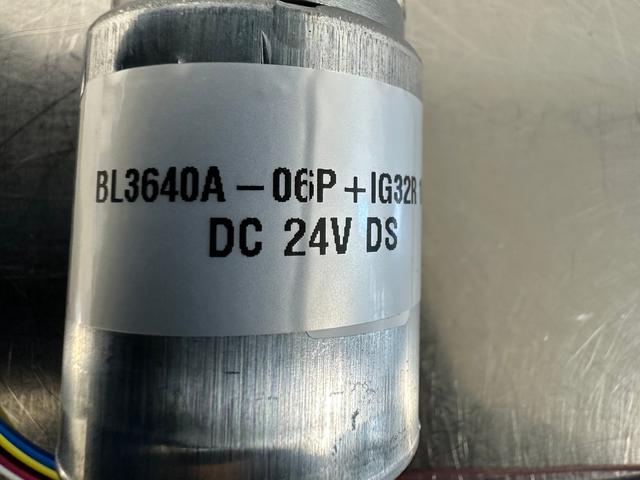 BL3640A – 06P + IG32R
DC 24V DS